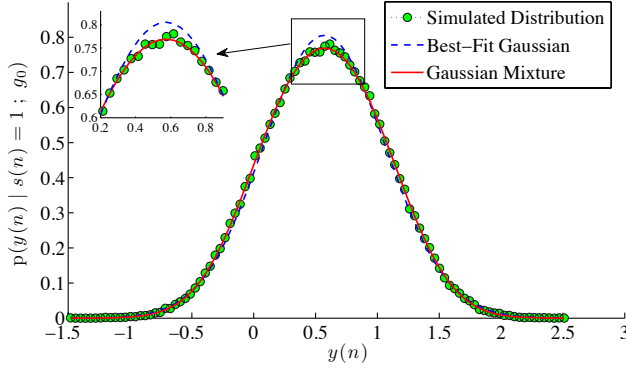 Simulated Distribution
Best−Fit Gaussian
Gaussian Mixture
0.8
0.75
0.7
0.65
0.6
0.2 0.4 0.6 0.8
p(y(n) | s(n) = 1 ; g0)
0.8
0.7
0.6
0.5
0.4
0.3
0.2
0.1
0
−1.5 −1 −0.5 0 0.5 1 1.5 2 2.5 3
y(n)